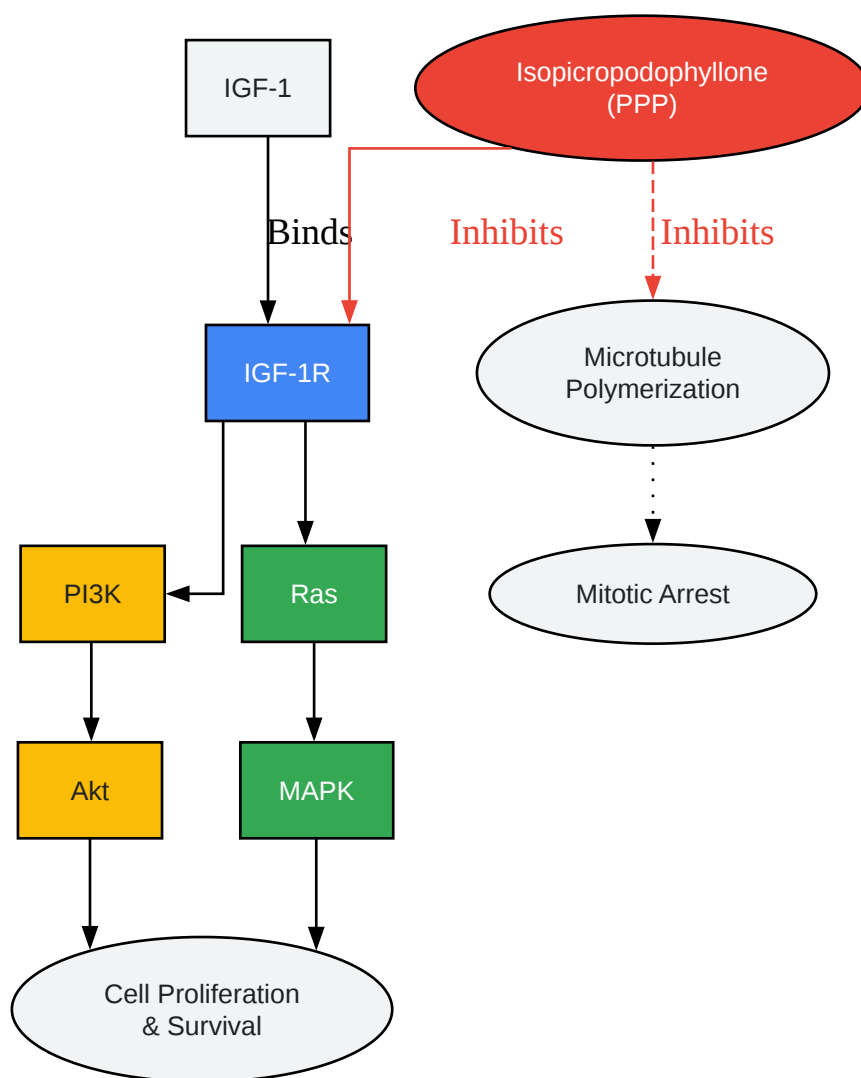 IGF-1
Isopicropodophyllone
(PPP)
Binds
Inhibits
Inhibits
IGF-1R
Microtubule
Polymerization
PI3K
Ras
Mitotic Arrest
Akt
MAPK
Cell Proliferation
& Survival